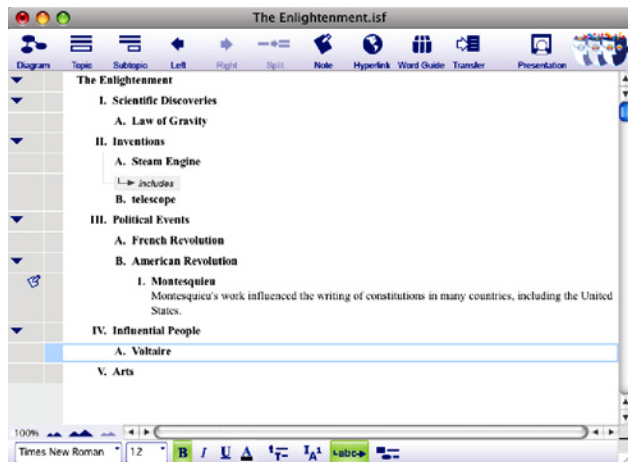 The Enlightenment.isf
Diagram Topic Subtopic Left Right Split Note Hyperlink Word Guide Transfer Presentation
The Enlightenment
I. Scientific Discoveries
A. Law of Gravity
II. Inventions
A. Steam Engine
includes
B. telescope
III. Political Events
A. French Revolution
B. American Revolution
1. Montesquieu
Montesquieu's work influenced the writing of constitutions in many countries, including the United
States.
IV. Influential People
A. Voltaire
V. Arts
100%
Times New Roman 12 B I U A 1 T I A1 abc